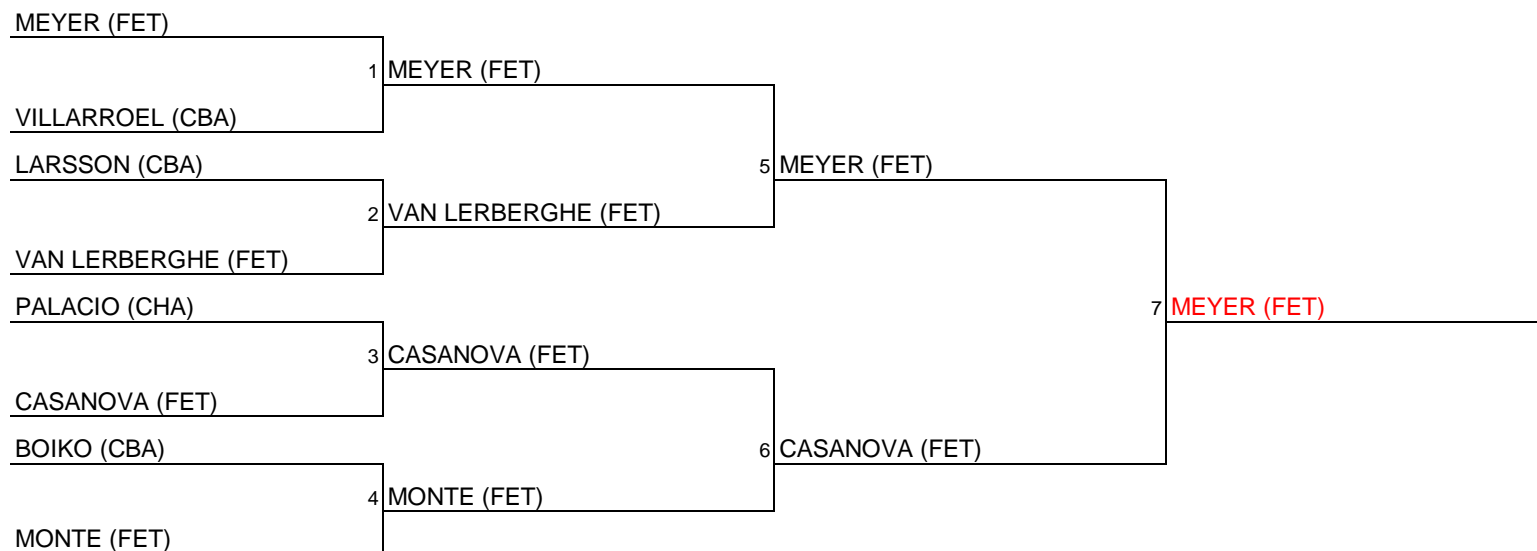 MEYER (FET)
1 MEYER (FET)
VILLARROEL (CBA)
LARSSON (CBA)
5 MEYER (FET)
2 VAN LERBERGHE (FET)
VAN LERBERGHE (FET)
PALACIO (CHA)
7 MEYER (FET)
3 CASANOVA (FET)
CASANOVA (FET)
BOIKO (CBA)
6 CASANOVA (FET)
4 MONTE (FET)
MONTE (FET)